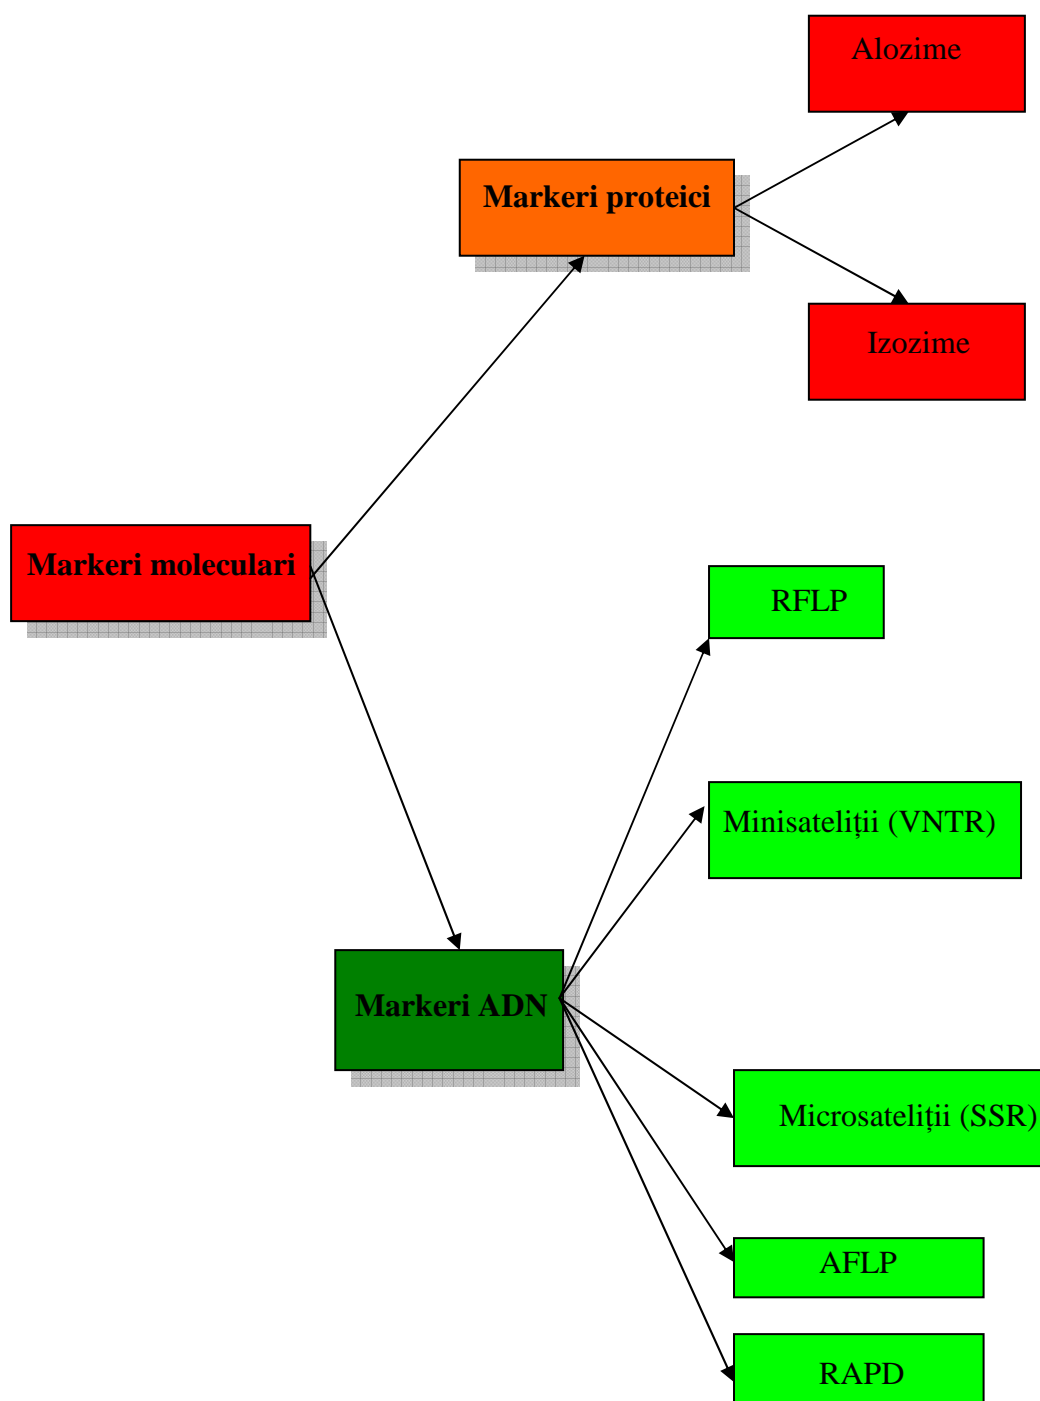 Alozime
Markeri proteici
Izozime
Markeri moleculari
RFLP
Minisateliții (VNTR)
Markeri ADN
Microsateliții (SSR)
AFLP
RAPD